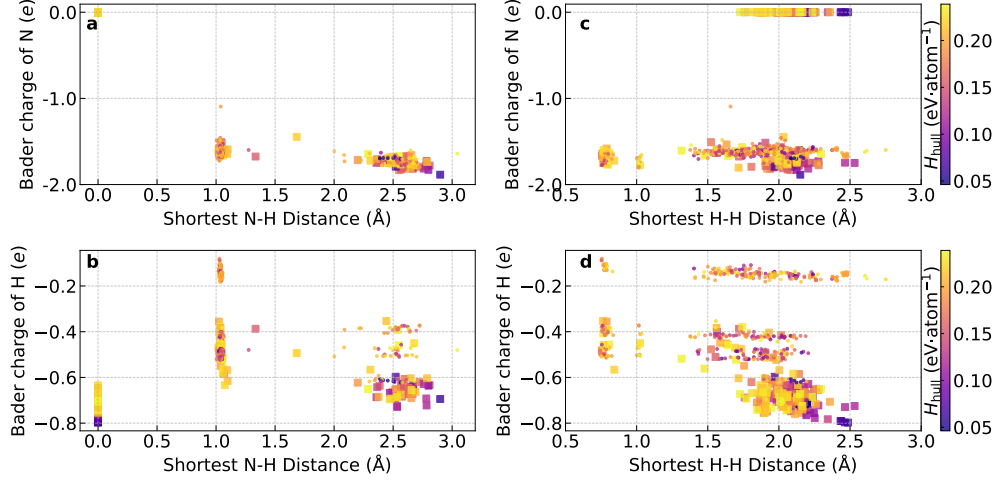 a
0.0
-1.0
-2.0
Bader charge of N (e)
0.0 0.5 1.0 1.5 2.0 2.5 3.0
Shortest N-H Distance (Å)
c
0.0
-1.0
-2.0
Bader charge of N (e)
0.5 1.0 1.5 2.0 2.5 3.0
Shortest H-H Distance (Å)
0.20
0.10
0.05
H_hull (eV·atom⁻¹)
b
−0.2
−0.4
−0.6
−0.8
Bader charge of H (e)
0.0 0.5 1.0 1.5 2.0 2.5 3.0
Shortest N-H Distance (Å)
d
−0.2
−0.4
−0.6
−0.8
Bader charge of H (e)
0.5 1.0 1.5 2.0 2.5 3.0
Shortest H-H Distance (Å)
0.20
0.10
0.05
H_hull (eV·atom⁻¹)